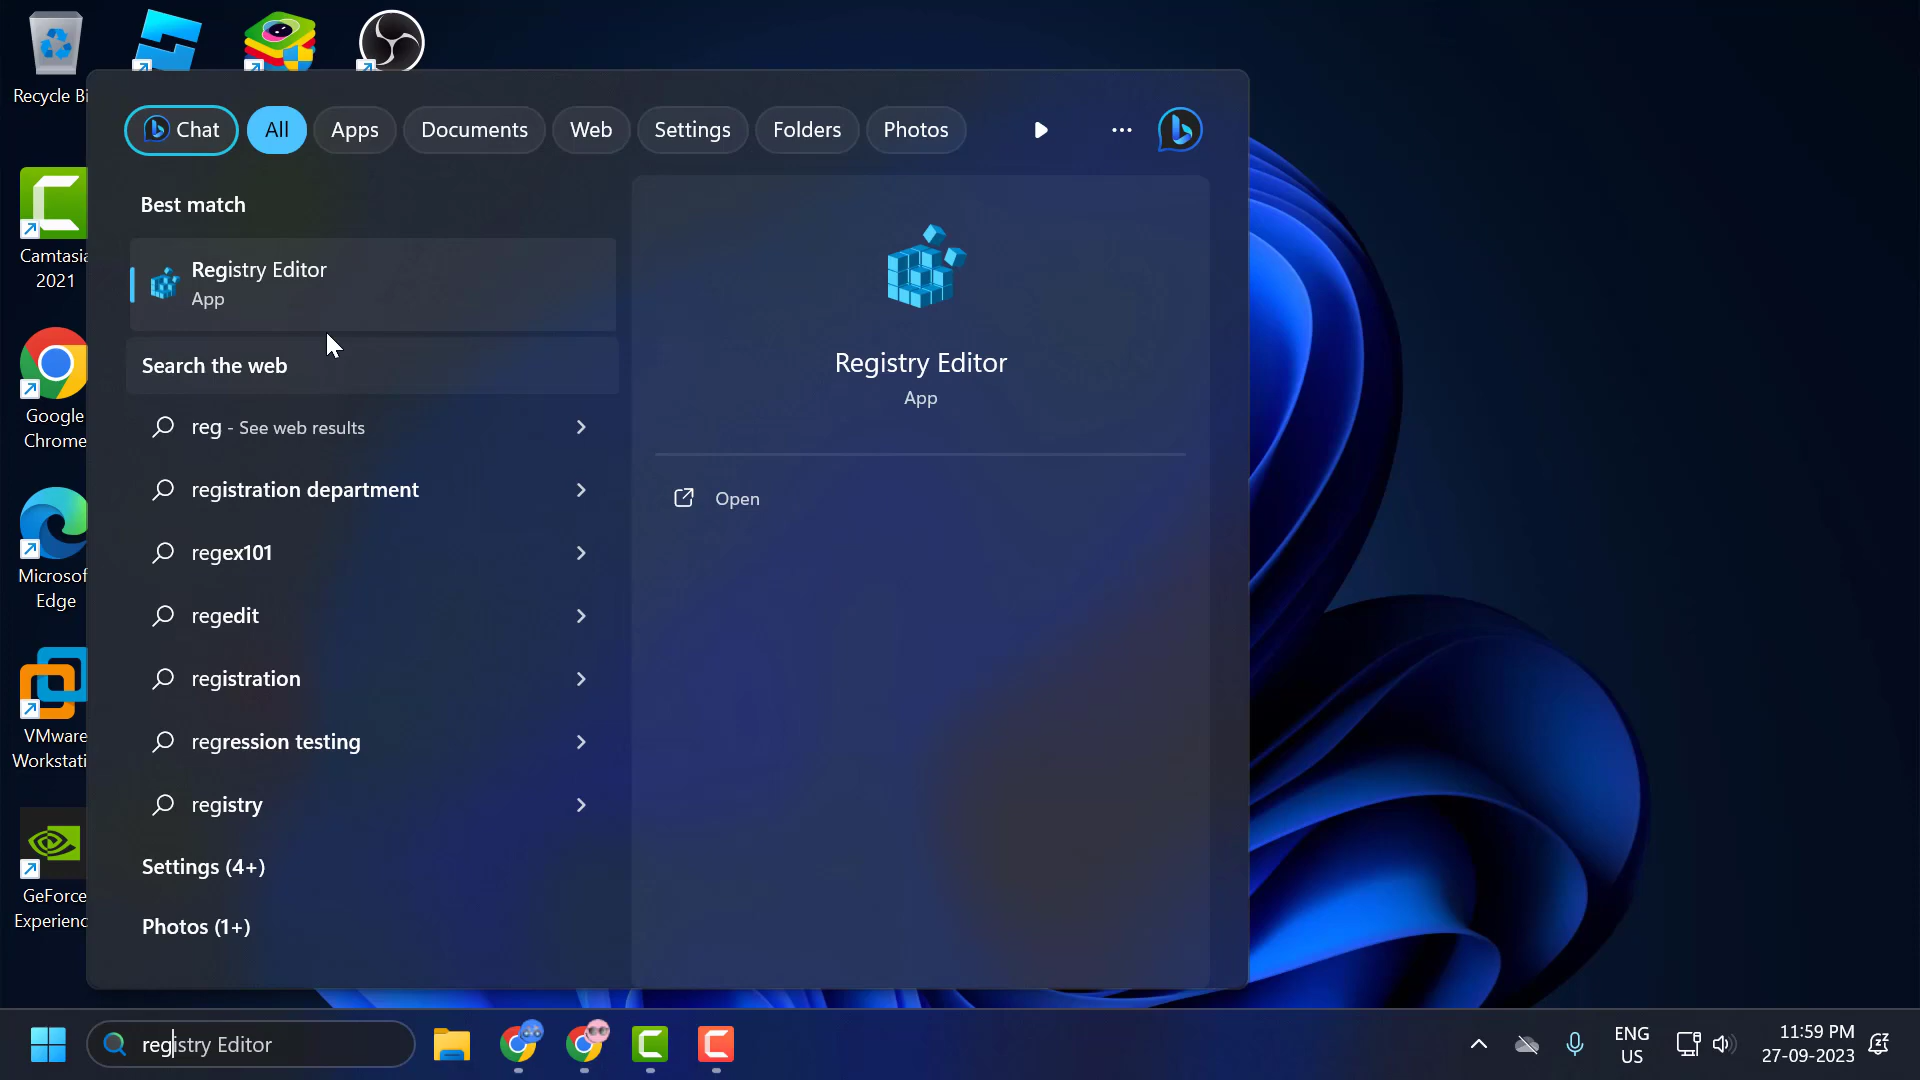 Recycle Bi
Chat
All
Apps
Documents
Web
Settings
Folders
Photos
Best match
Registry Editor
App
Search the web
reg - See web results
registration department
regex101
regedit
registration
regression testing
registry
Settings (4+)
Photos (1+)
Registry Editor
App
Open
Camtasia
2021
Google
Chrome
Microsof
Edge
VMware
Workstati
GeForce
Experienc
registry Editor
ENG
US
11:59 PM
27-09-2023